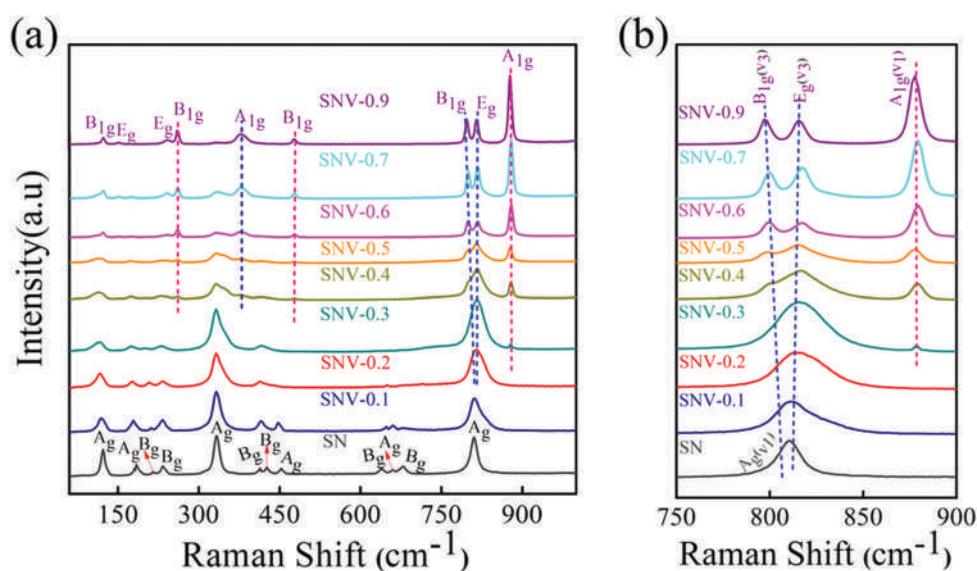 (a)
Intensity(a.u)
A1g
B1g
Eg
Eg
B1g
SNV-0.9
A1g
B1g
B1g
Eg
SNV-0.7
SNV-0.6
SNV-0.5
SNV-0.4
SNV-0.3
SNV-0.2
SNV-0.1
SN
Ag
Ag
Bg
Bg
Ag
Bg
Bg
Ag
Bg
Ag
Bg
Ag
150 300 450 600 750 900
Raman Shift (cm-1)
(b)
B1g(v3)
Eg(v3)
A1g(v1)
SNV-0.9
SNV-0.7
SNV-0.6
SNV-0.5
SNV-0.4
SNV-0.3
SNV-0.2
SNV-0.1
SN
Ag(v1)
750 800 850 900
Raman Shift (cm-1)